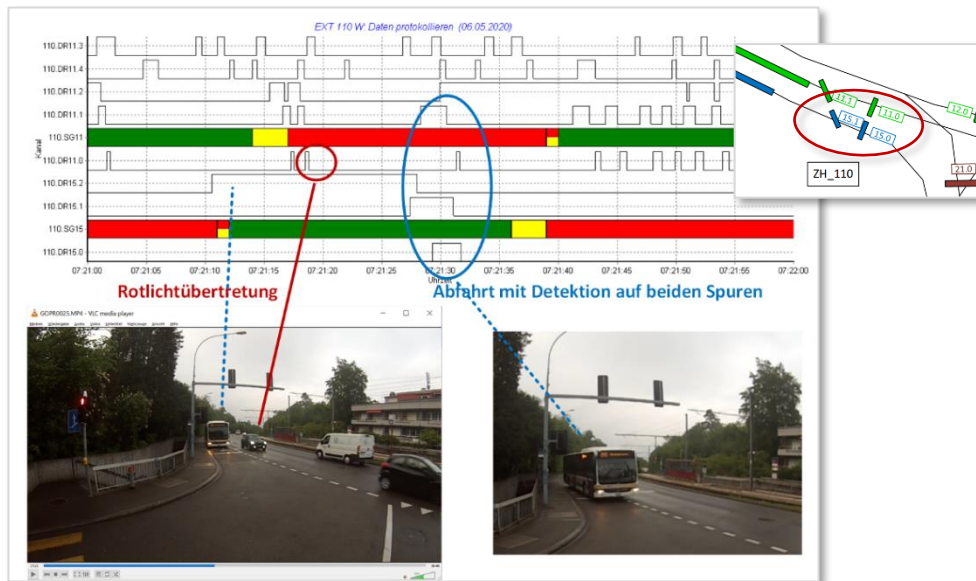 EXT 110 W: Daten protokollieren (06.05.2020)
110.DR11.3
110.DR11.4
110.DR11.2
110.DR11.1
110.SG11
110.DR11.0
110.DR15.2
110.DR15.1
110.SG15
110.DR15.0
Kanal
07:21:00 07:21:05 07:21:10 07:21:15 07:21:20 07:21:25 07:21:30 07:21:35 07:21:40 07:21:45 07:21:50 07:21:55 07:22:00
Uhrzeit
11.1
11.0
12.0
15.1
15.0
21.0
ZH_110
Rotlichtübertretung
Abfahrt mit Detektion auf beiden Spuren
GOPR0025.MP4 - VLC media player